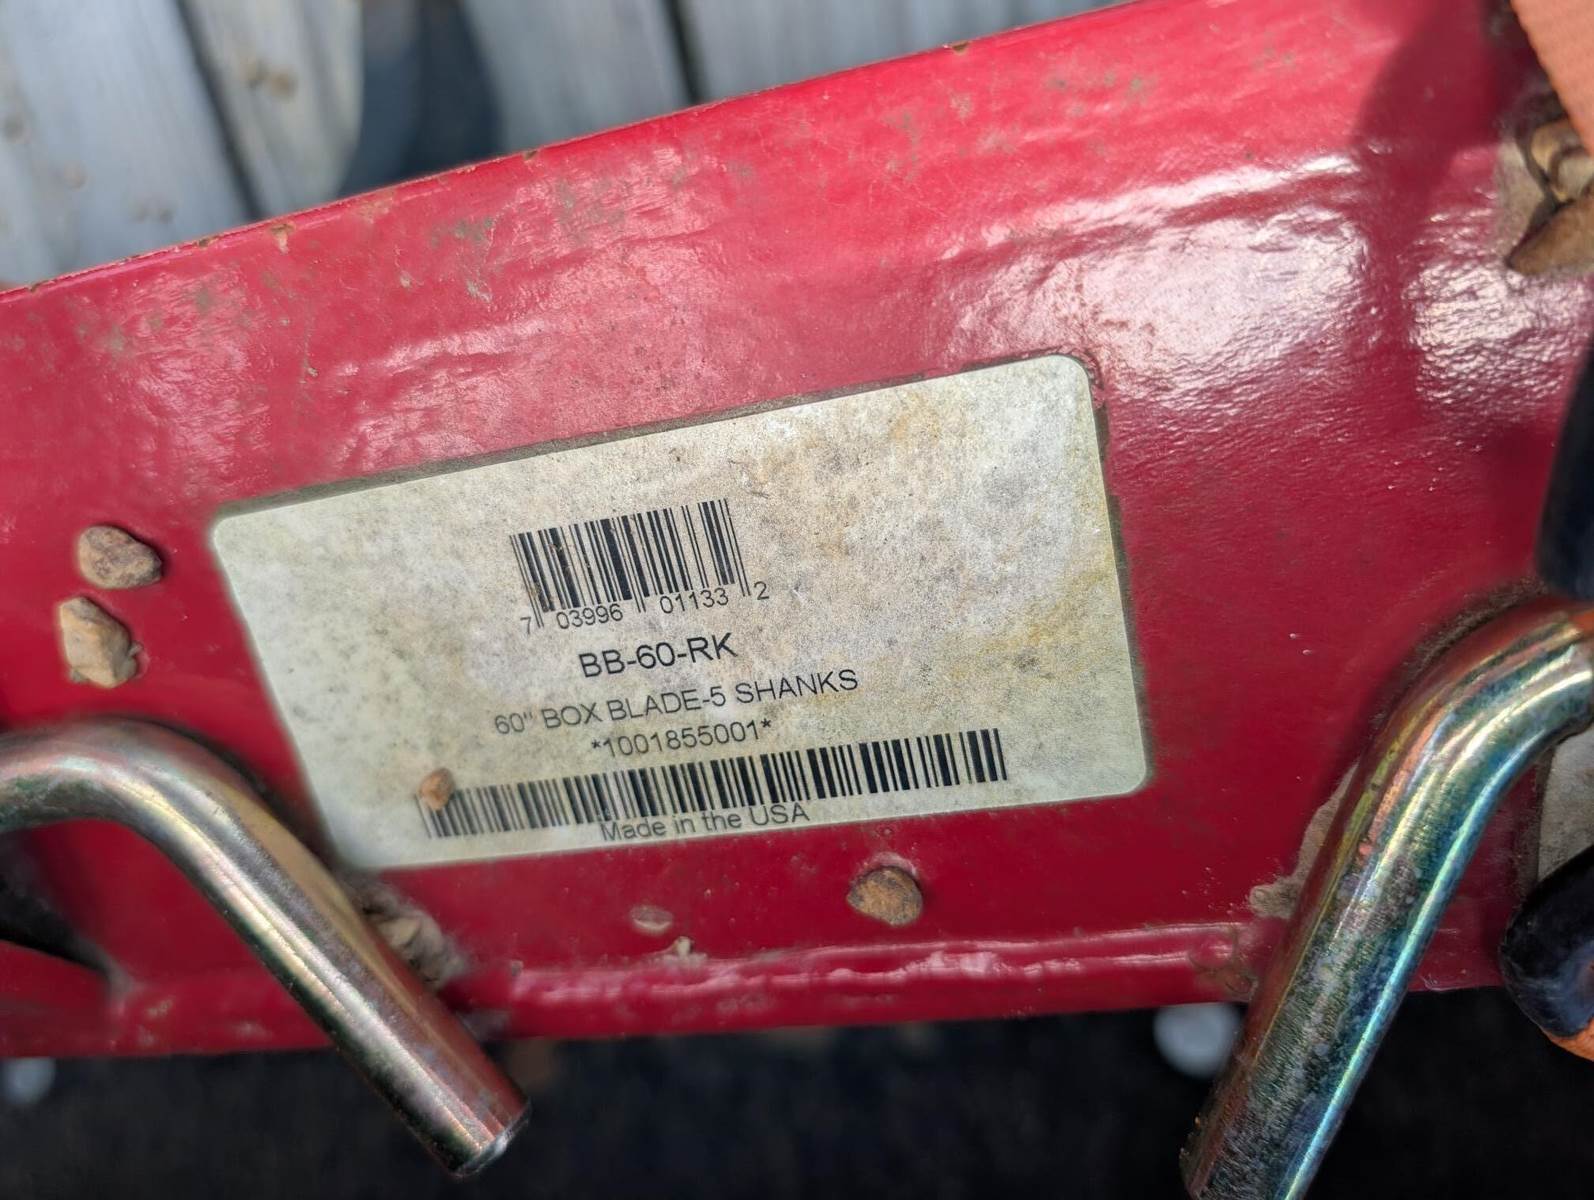 7 03996 01133 2
BB-60-RK
60" BOX BLADE-5 SHANKS
*1001855001*
Made in the USA